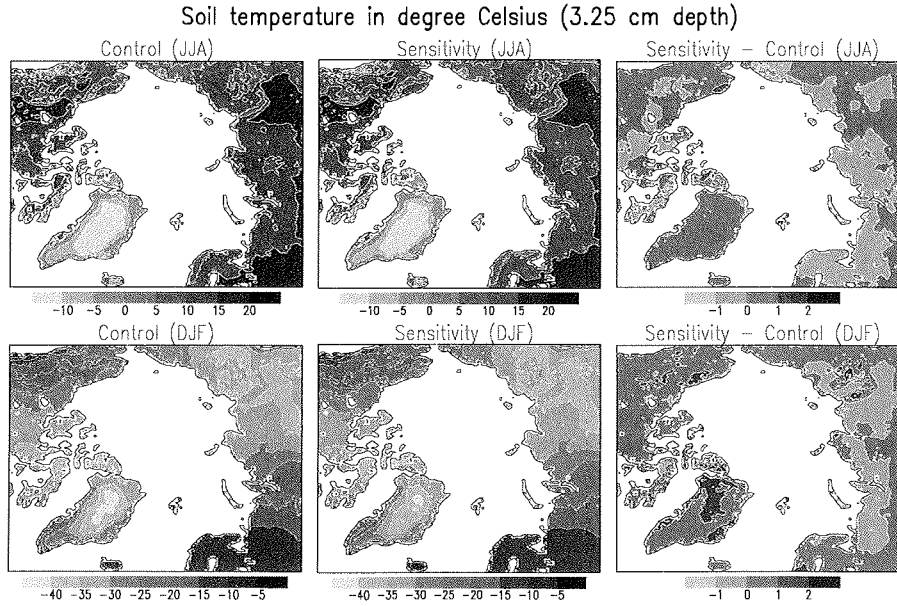 Soil temperature in degree Celsius (3.25 cm depth)
Control (JJA)
Sensitivity (JJA)
Sensitivity - Control (JJA)
-10 -5 0 5 10 15 20
-10 -5 0 5 10 15 20
-1 0 1 2
Control (DJF)
Sensitivity (DJF)
Sensitivity - Control (DJF)
-40 -35 -30 -25 -20 -15 -10 -5
-40 -35 -30 -25 -20 -15 -10 -5
-1 0 1 2